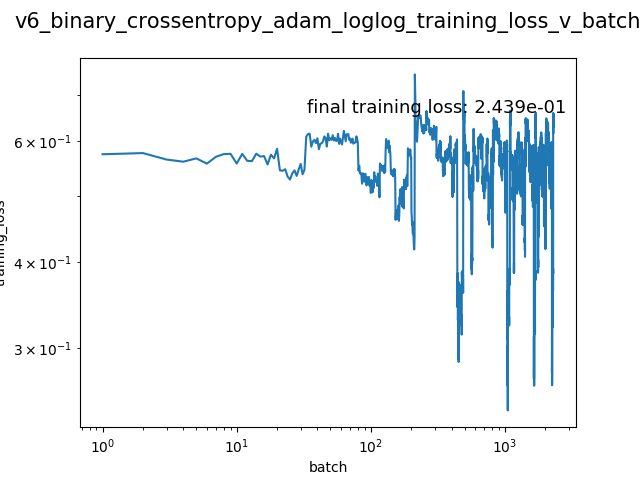 v6_binary_crossentropy_adam_loglog_training_loss_v_batch
final training loss: 2.439e-01
6 × 10⁻¹
4 × 10⁻¹
3 × 10⁻¹
training_loss
10⁰ 10¹ 10² 10³
batch